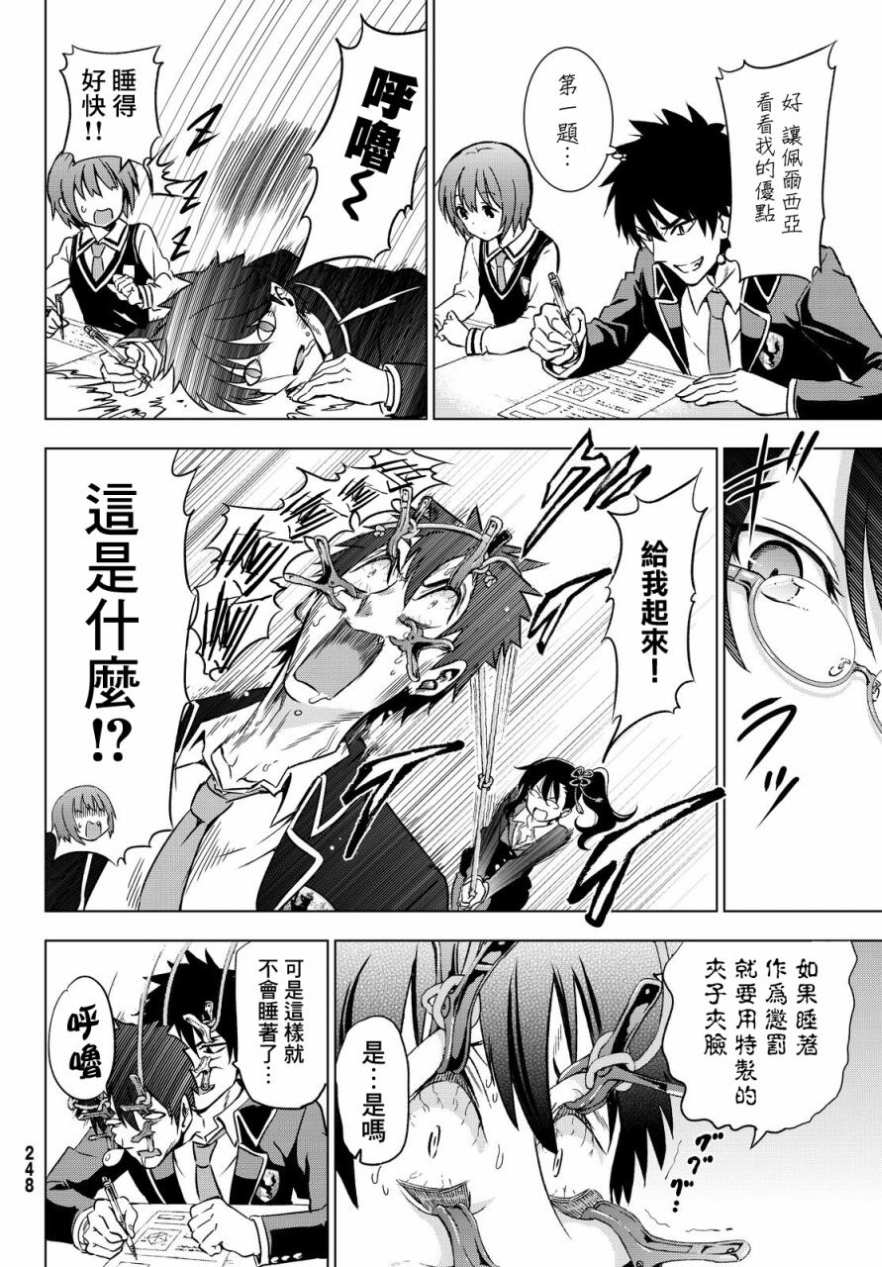 好 讓佩爾西亞
看看我的優點
第一題…
呼嚕～
Z
Z
睡得
好快!!
給我起來！
這是什麼!?
如果睡著
作為懲罰
就要用特製的
夾子夾臉
是…是嗎
可是這樣就
不會睡著了…
呼嚕
248